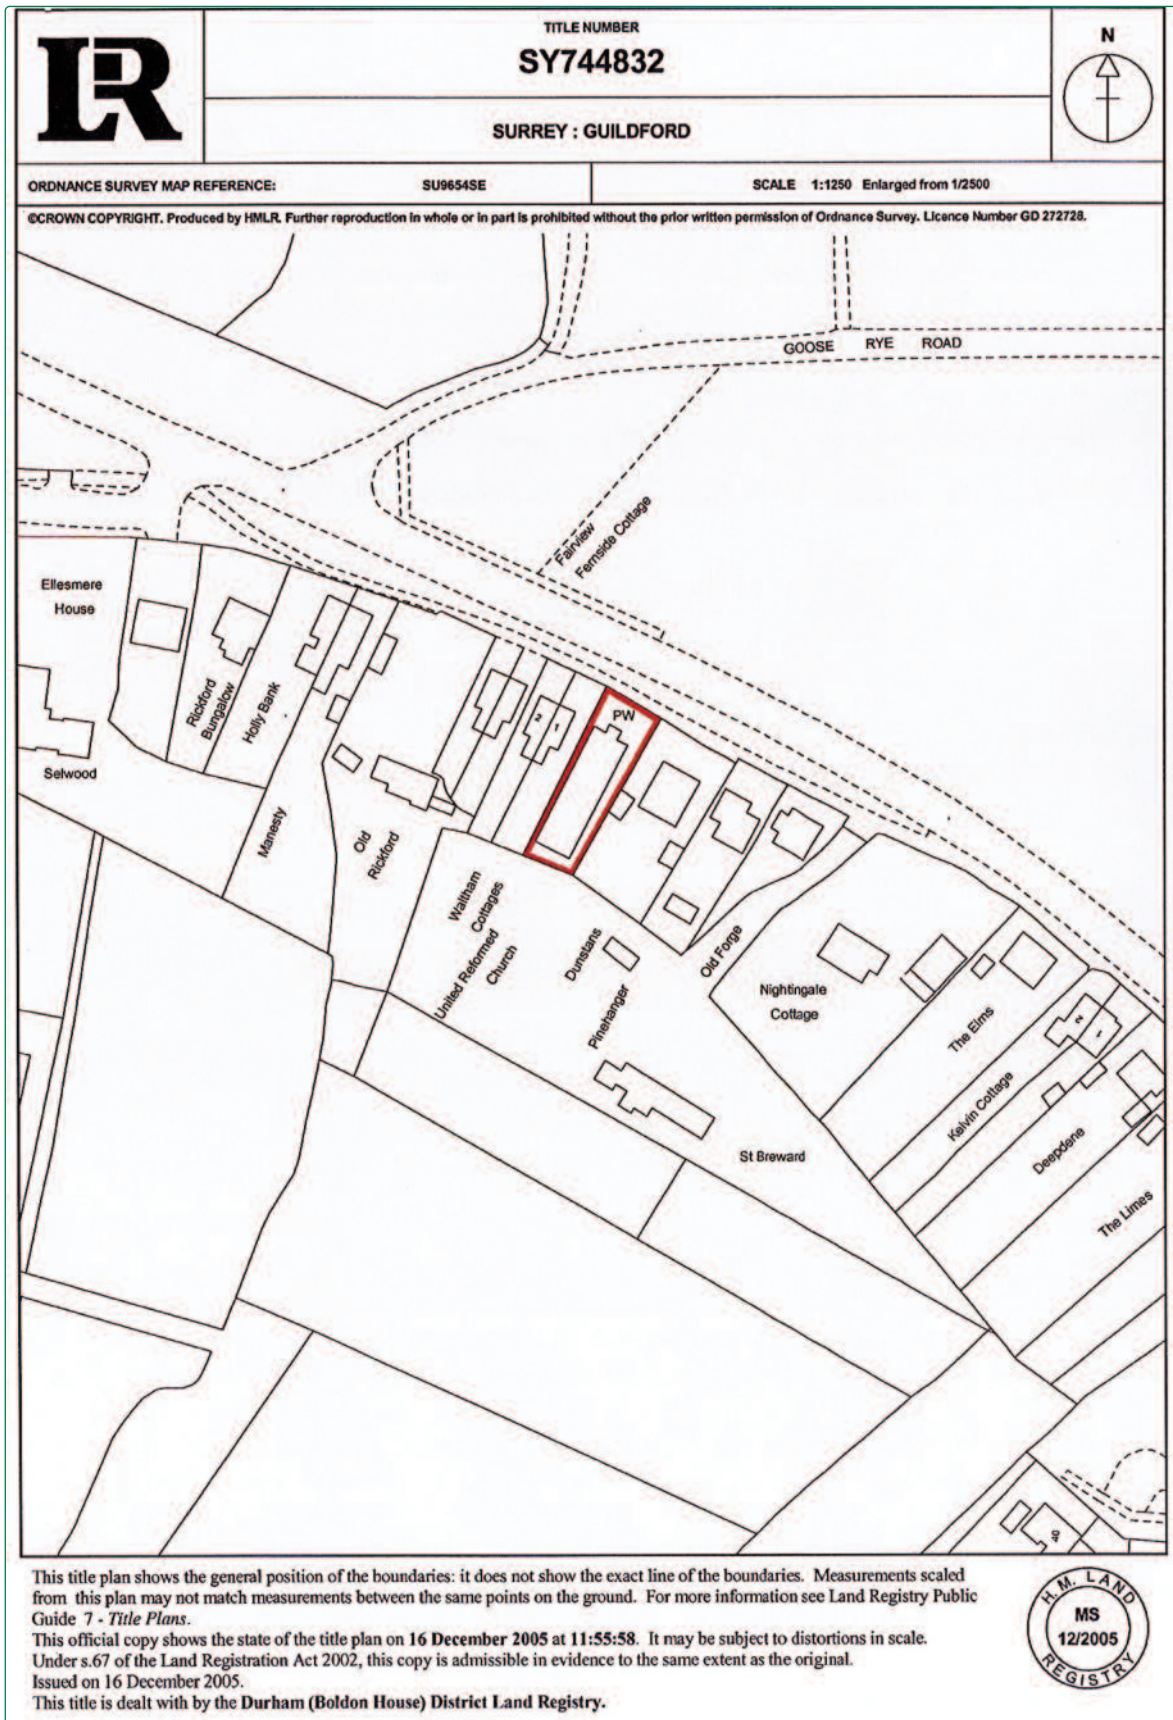 LR
TITLE NUMBER
SY744832
SURREY : GUILDFORD
N
ORDNANCE SURVEY MAP REFERENCE:
SU9654SE
SCALE 1:1250 Enlarged from 1/2500
©CROWN COPYRIGHT. Produced by HMLR. Further reproduction in whole or in part is prohibited without the prior written permission of Ordnance Survey. Licence Number GD 272728.
GOOSE RYE ROAD
Fairview
Fernside Cottage
Ellesmere
House
Rickford
Bungalow
Holly Bank
Selwood
Manesty
Old
Rickford
2
1
PW
Waltham
Cottages
United Reformed
Church
Dunstans
Pinehanger
Old Forge
Nightingale
Cottage
The Elms
2
1
Kelvin Cottage
Deepdene
The Limes
St Breward
40
This title plan shows the general position of the boundaries: it does not show the exact line of the boundaries. Measurements scaled
from this plan may not match measurements between the same points on the ground. For more information see Land Registry Public
Guide 7 - Title Plans.
This official copy shows the state of the title plan on 16 December 2005 at 11:55:58. It may be subject to distortions in scale.
Under s.67 of the Land Registration Act 2002, this copy is admissible in evidence to the same extent as the original.
Issued on 16 December 2005.
This title is dealt with by the Durham (Boldon House) District Land Registry.
H.M. LAND
MS
12/2005
REGISTRY